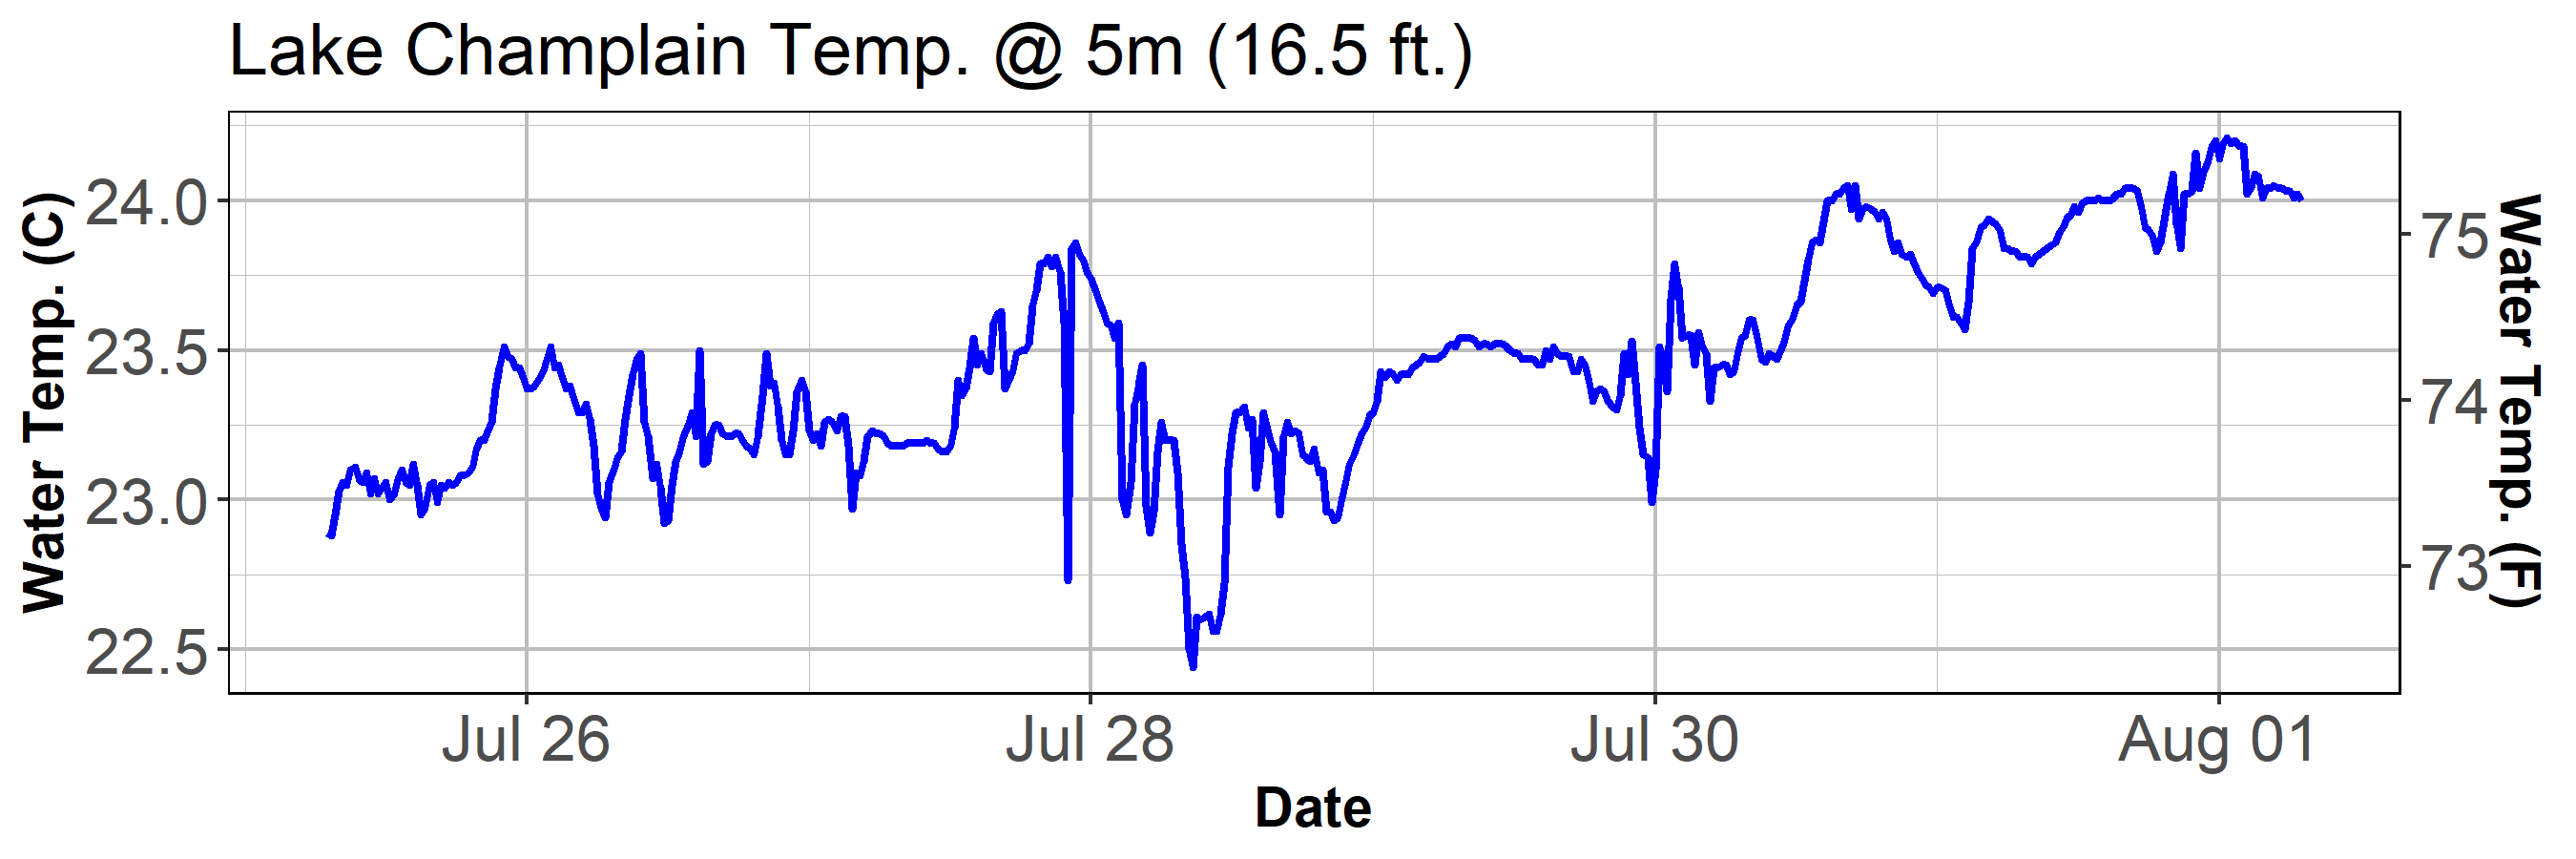 Lake Champlain Temp. @ 5m (16.5 ft.)
Water Temp. (C)
24.0
23.5
23.0
22.5
75
74
73
Water Temp. (F)
Jul 26
Jul 28
Jul 30
Aug 01
Date